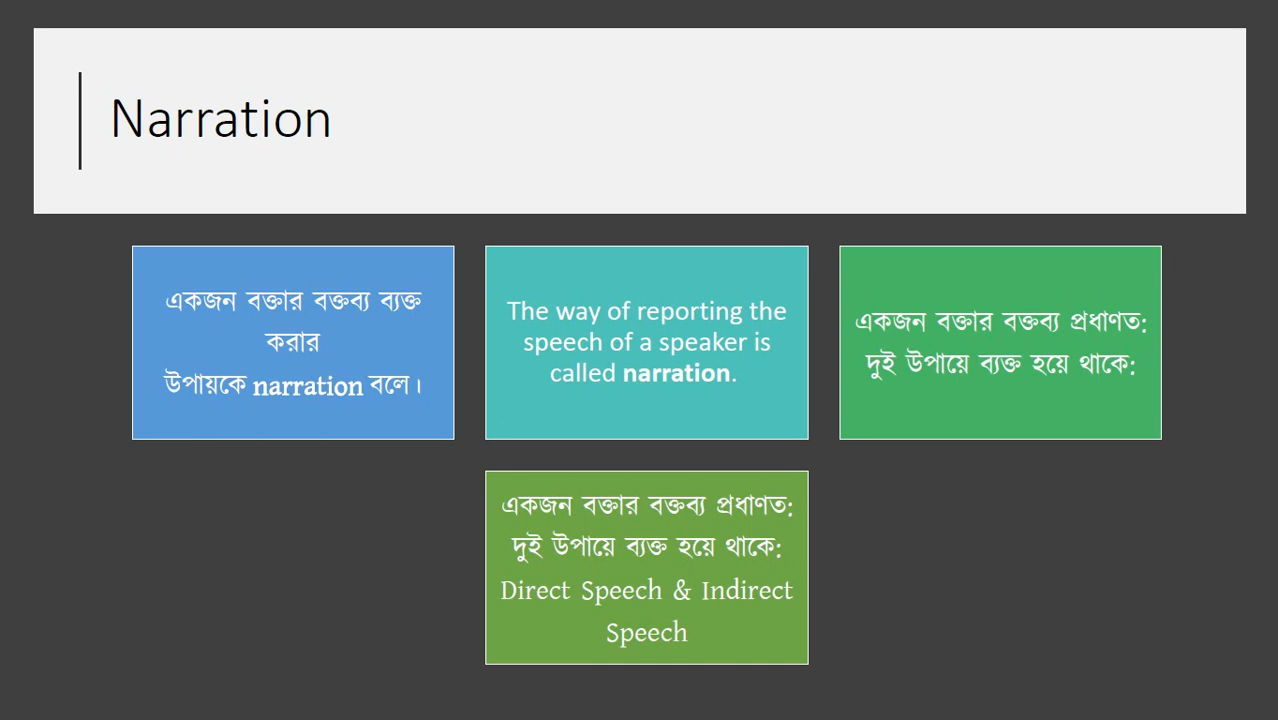 Narration
একজন বক্তার বক্তব্য ব্যক্ত
করার
উপায়কে narration বলে।
The way of reporting the
speech of a speaker is
called narration.
একজন বক্তার বক্তব্য প্রধাণত:
দুই উপায়ে ব্যক্ত হয়ে থাকে:
একজন বক্তার বক্তব্য প্রধাণত:
দুই উপায়ে ব্যক্ত হয়ে থাকে:
Direct Speech & Indirect
Speech